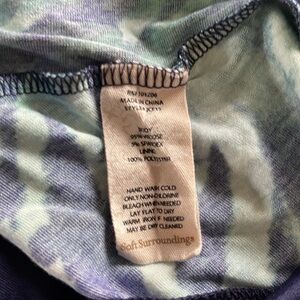 MADE IN CHINA
BODY
5% SPANDEX
LINING
100% POLYESTER
HAND WASH COLD
ONLY NON-CHLORINE
BLEACH WHEN NEEDED
LAY FLAT TO DRY
WARM IRON IF NEEDED
MAY BE DRY CLEANED
Soft Surroundings